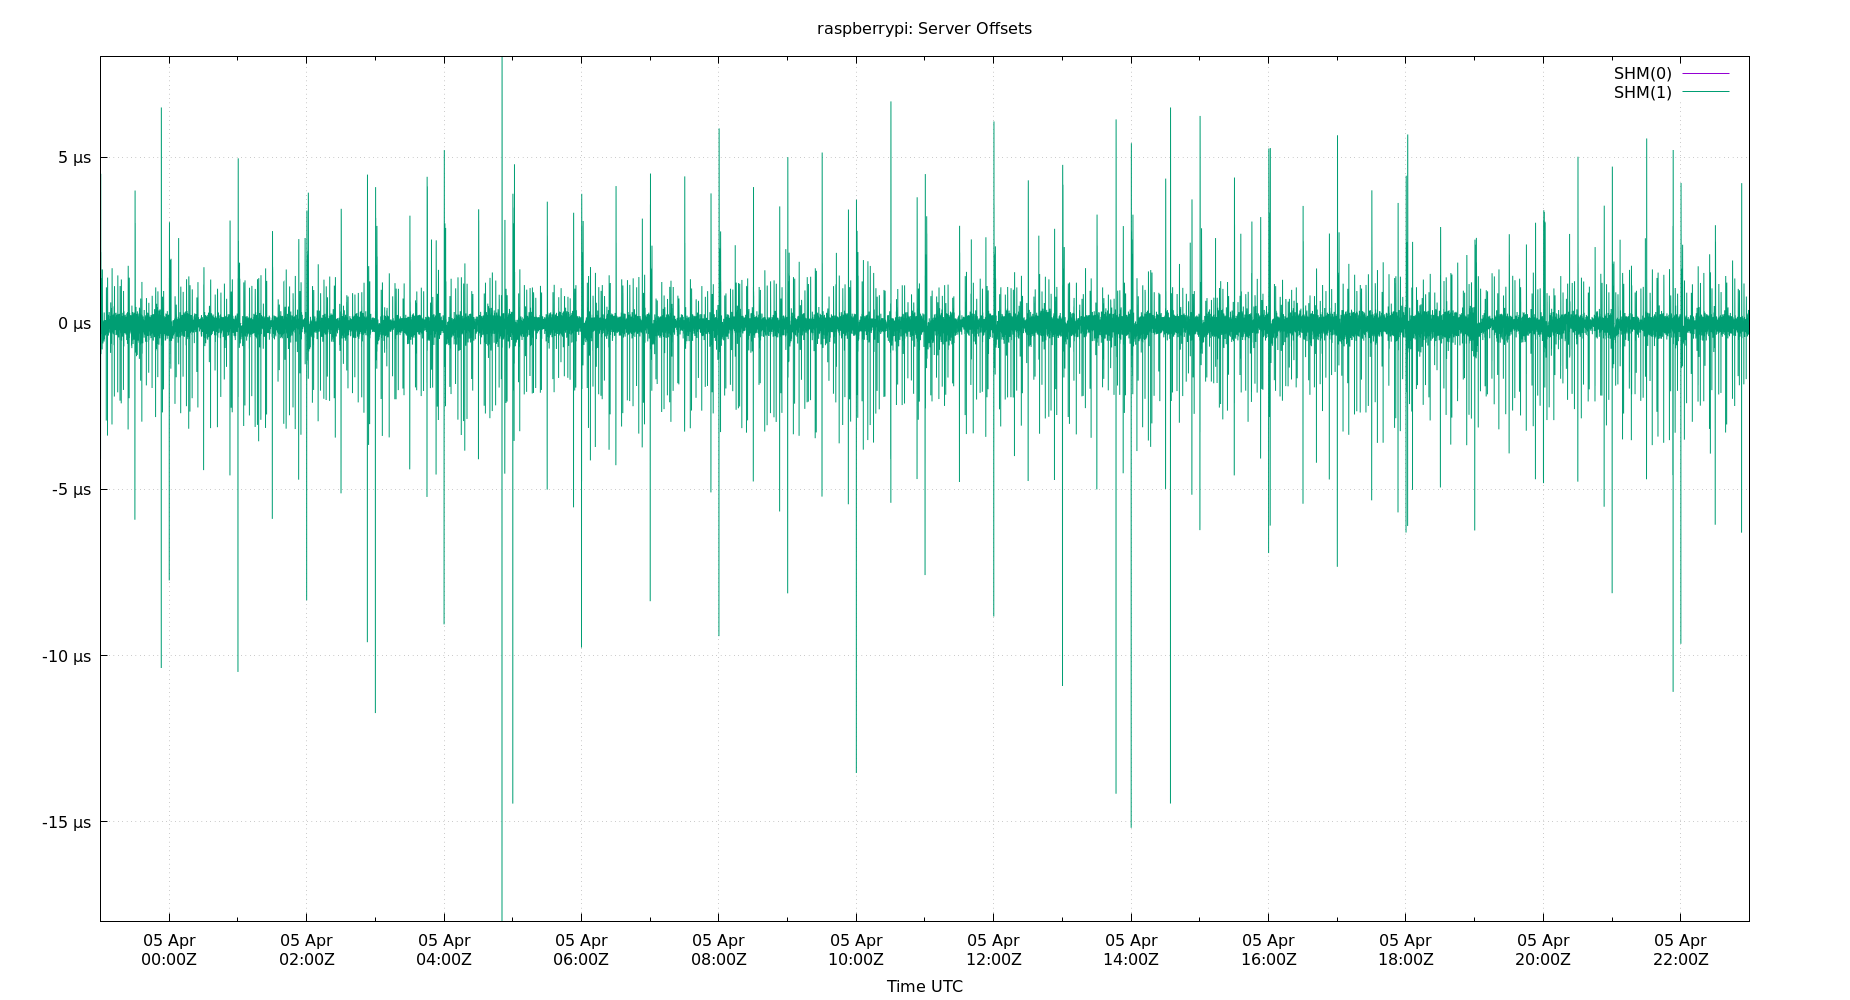 raspberrypi: Server Offsets
SHM(0)
SHM(1)
5 µs
0 µs
-5 µs
-10 µs
-15 µs
05 Apr 05 Apr 05 Apr 05 Apr 05 Apr 05 Apr 05 Apr 05 Apr 05 Apr 05 Apr 05 Apr 05 Apr
00:00Z 02:00Z 04:00Z 06:00Z 08:00Z 10:00Z 12:00Z 14:00Z 16:00Z 18:00Z 20:00Z 22:00Z
Time UTC